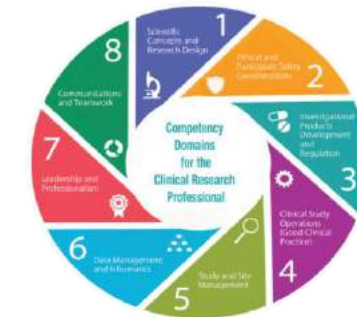 Competency
Domains
for the
Clinical Research
Professional
1
Scientific
Concepts and
Research Design
2
Ethical and
Participant Safety
Considerations
3
Investigational
Products
Development
and
Regulation
4
Clinical Study
Operations
(Good Clinical
Practice)
5
Study and Site
Management
6
Data Management
and Informatics
7
Leadership and
Professionalism
8
Communications
and Teamwork